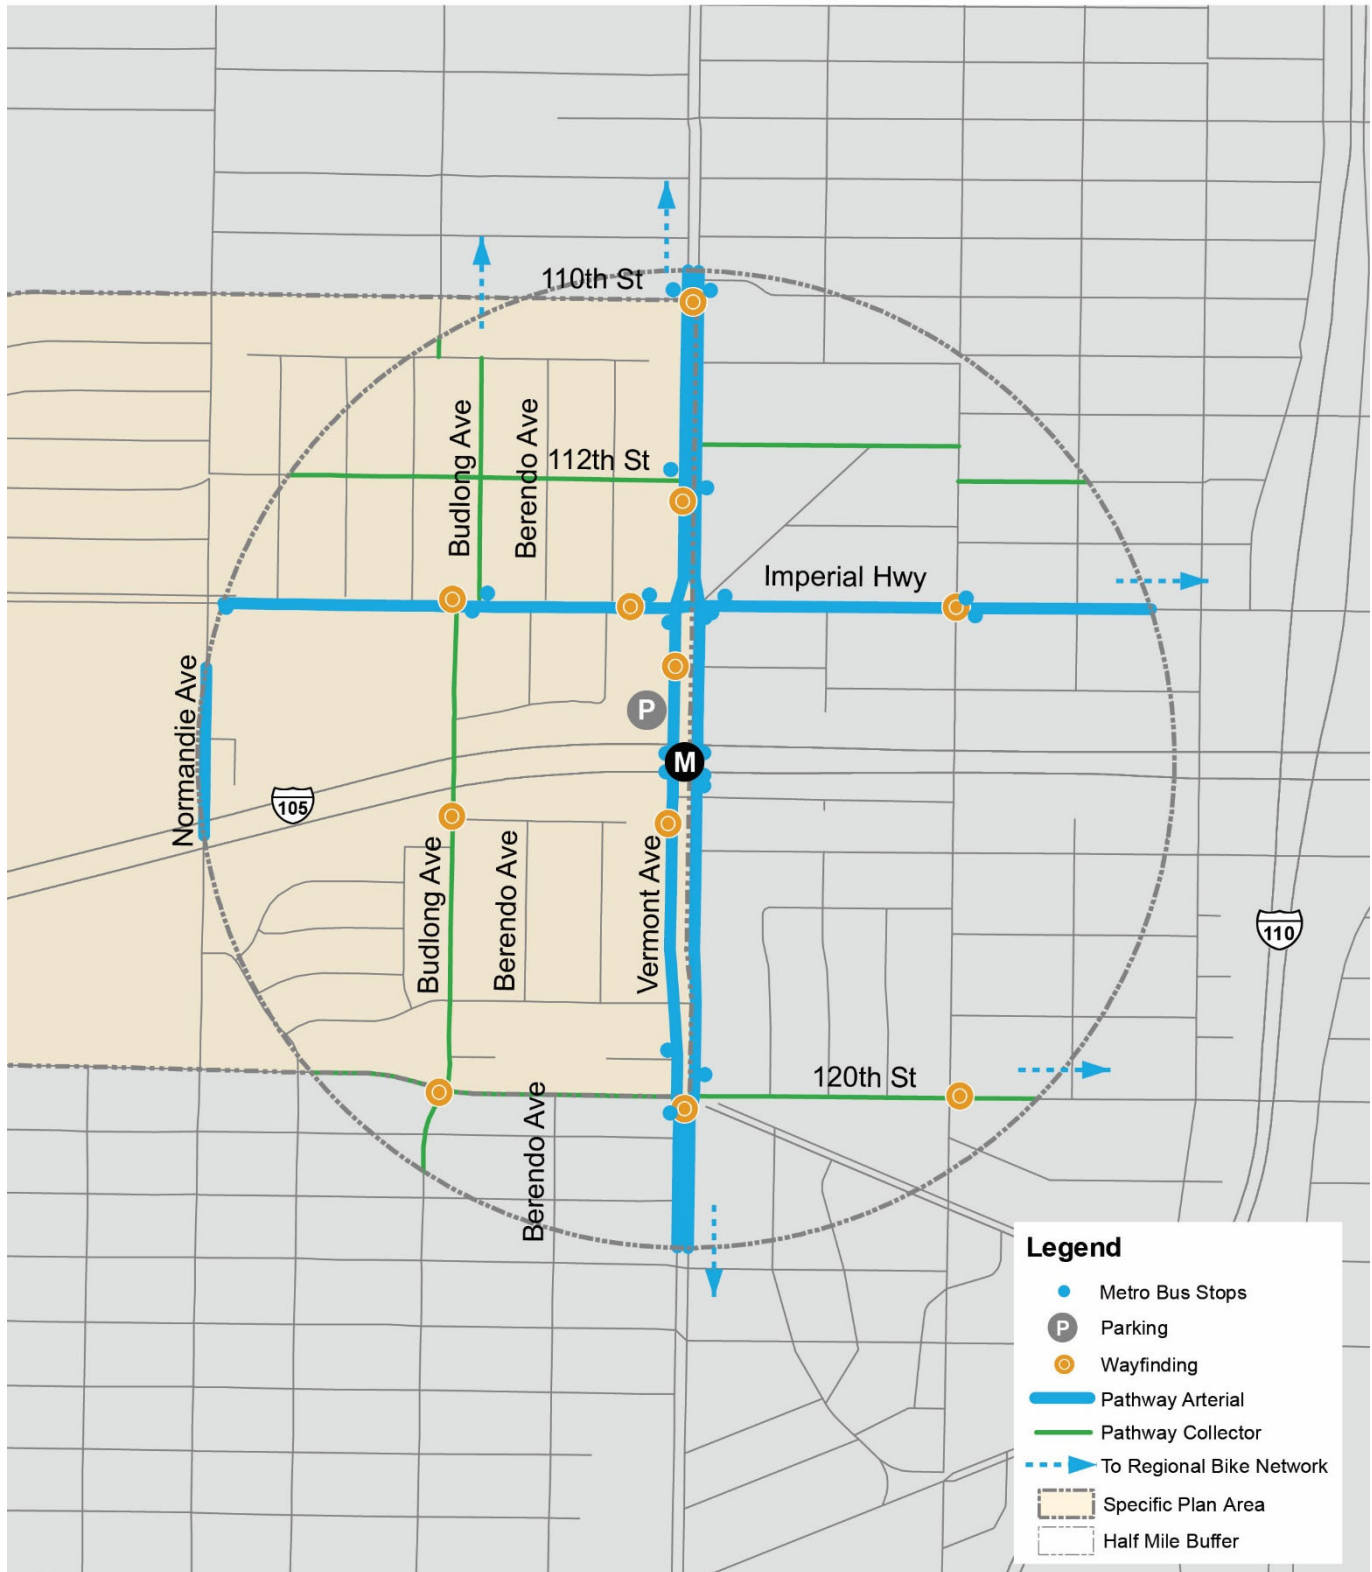 110th St
Budlong Ave
Berendo Ave
112th St
Imperial Hwy
Normandie Ave
P
M
105
Budlong Ave
Berendo Ave
Vermont Ave
110
120th St
Berendo Ave
Legend
Metro Bus Stops
P Parking
Wayfinding
Pathway Arterial
Pathway Collector
To Regional Bike Network
Specific Plan Area
Half Mile Buffer